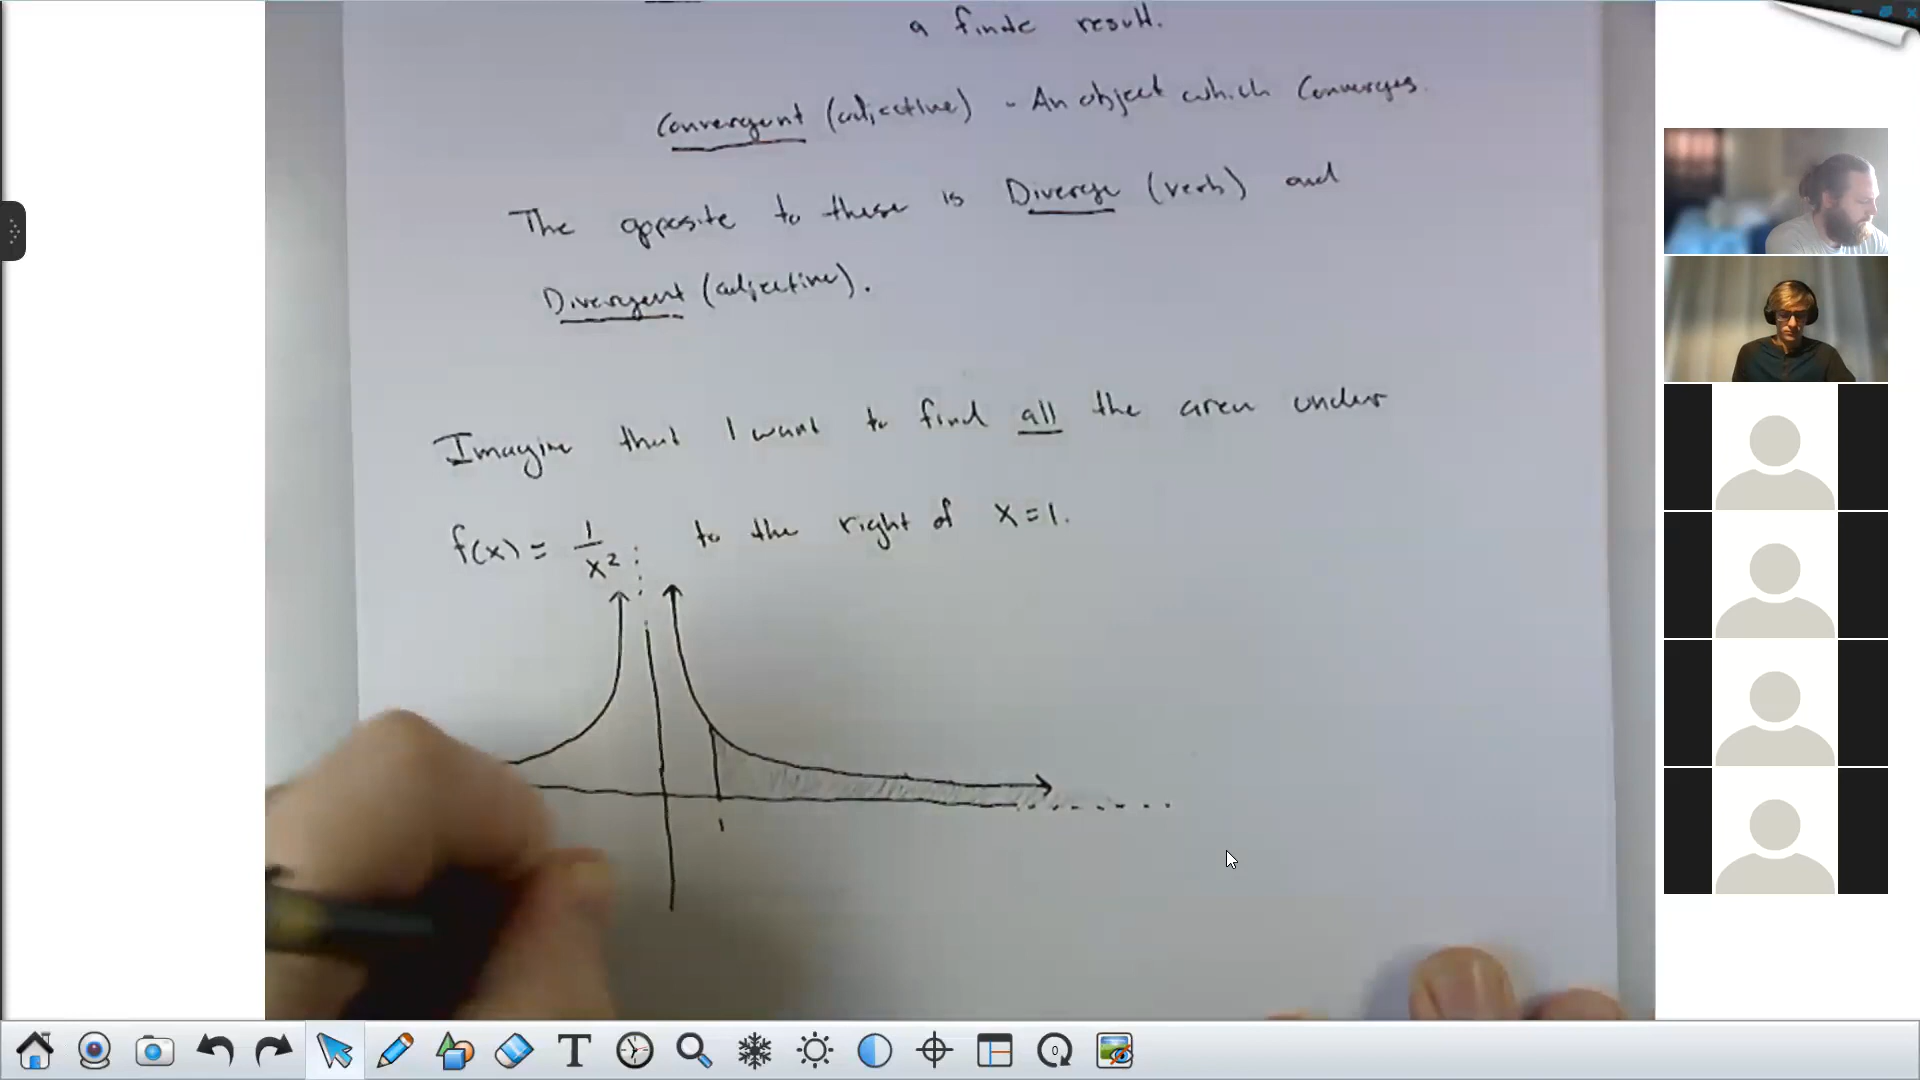 a finite result.
Convergent (adjective) - An object which Converges.
The opposite to these is Diverge (verb) and
Divergent (adjective).
Imagine that I want to find all the area under
f(x) = 1/x² to the right of x=1.
1
T
0